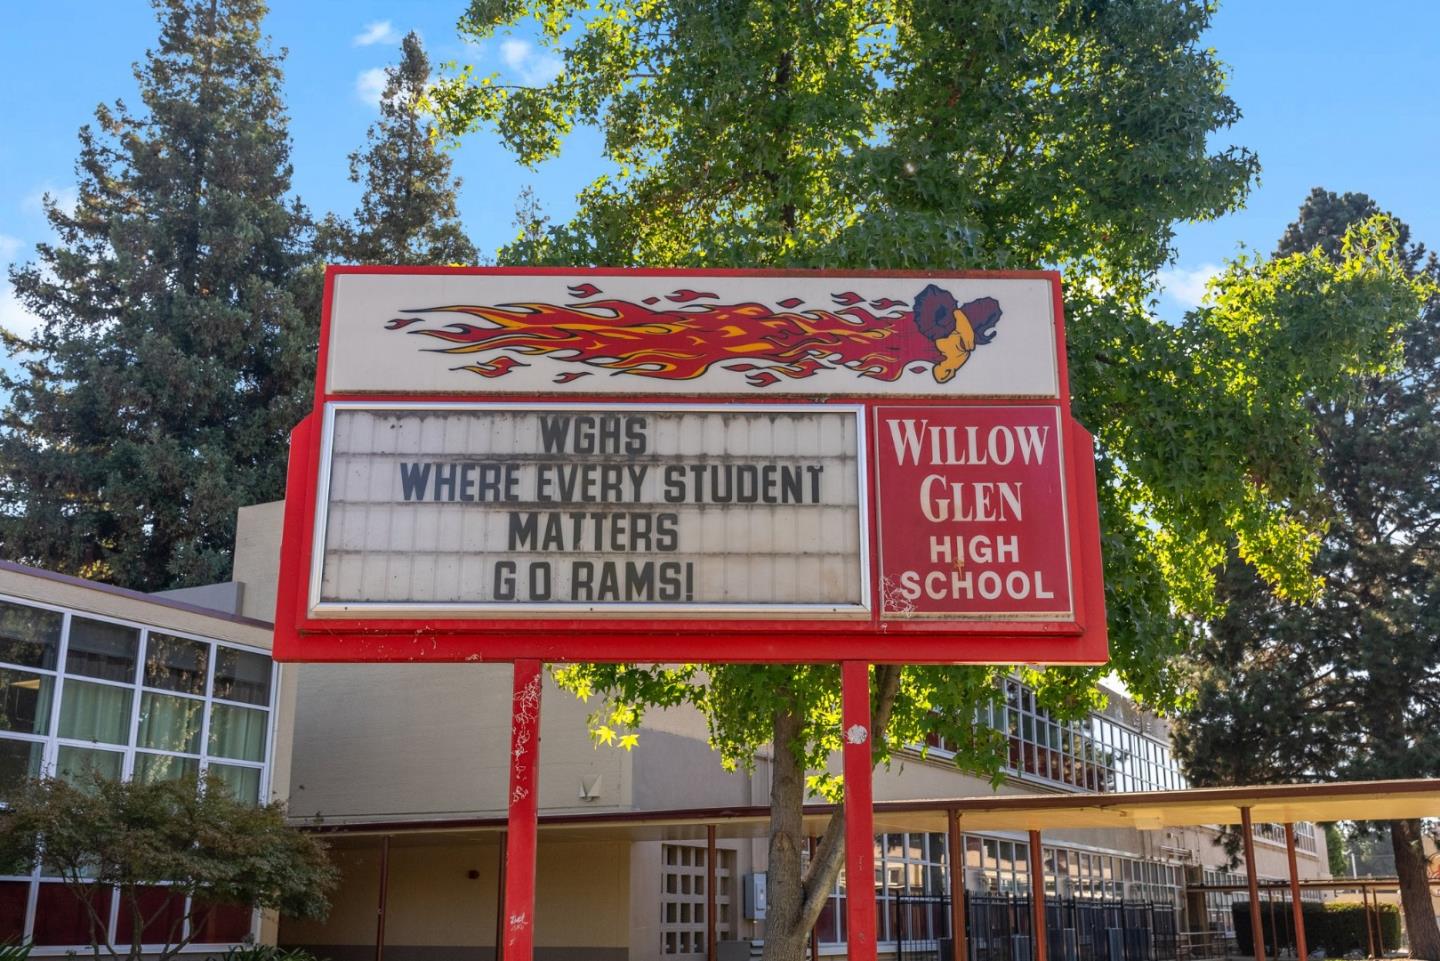 WGHS
WHERE EVERY STUDENT
MATTERS
GO RAMS!
WILLOW
GLEN
HIGH
SCHOOL